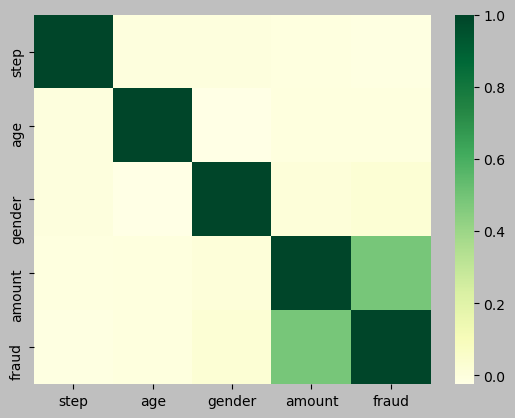 step
age
gender
amount
fraud
step
age
gender
amount
fraud
1.0
0.8
0.6
0.4
0.2
0.0